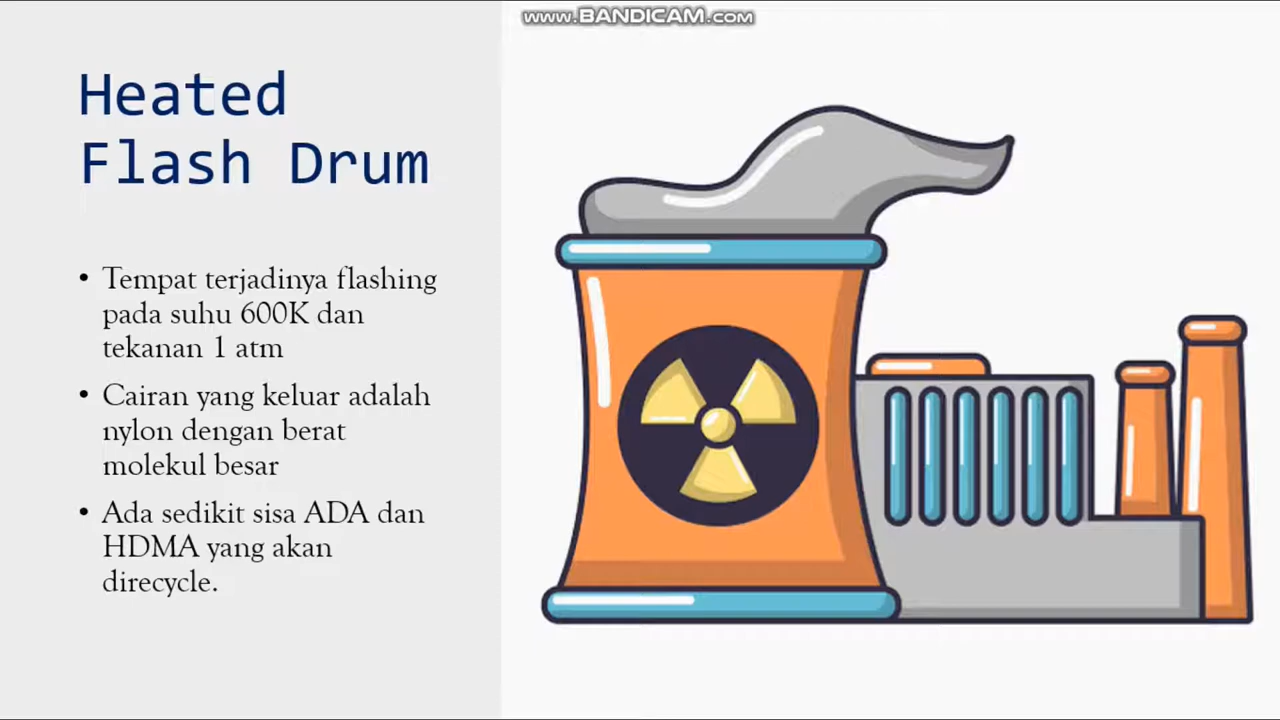 www.BANDICAM.com
Heated
Flash Drum
• Tempat terjadinya flashing
pada suhu 600K dan
tekanan 1 atm
• Cairan yang keluar adalah
nylon dengan berat
molekul besar
• Ada sedikit sisa ADA dan
HDMA yang akan
direcycle.